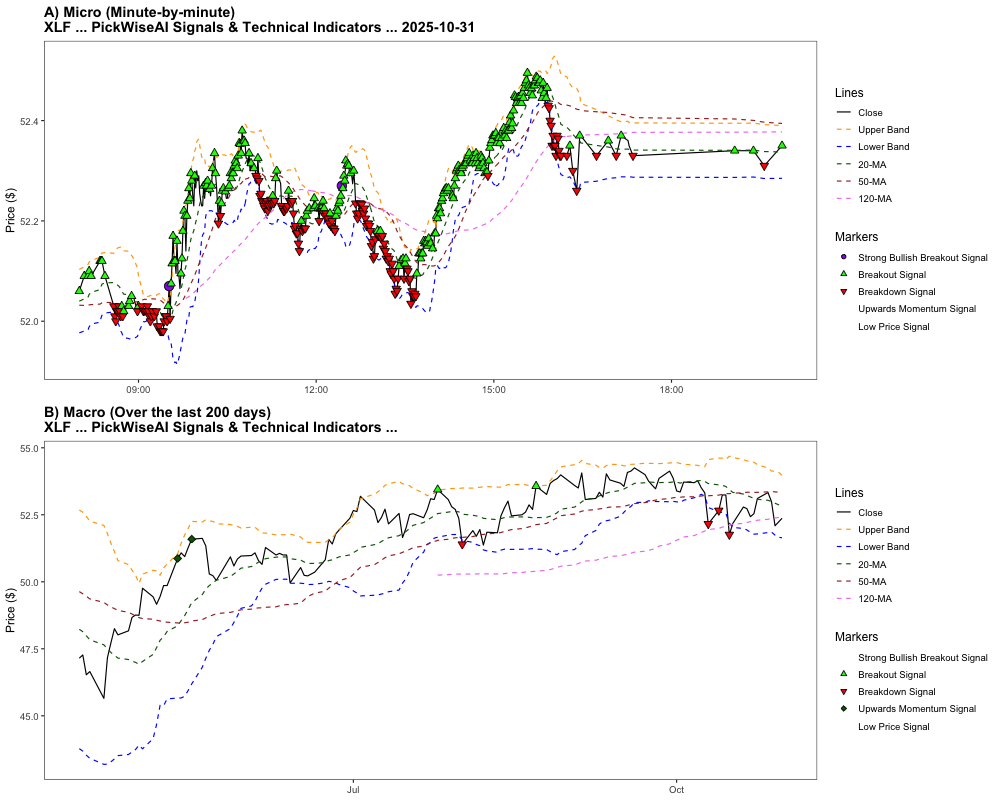 A) Micro (Minute-by-minute)
XLF ... PickWiseAI Signals & Technical Indicators ... 2025-10-31
Price ($)
52.4
52.2
52.0
09:00
12:00
15:00
18:00
Lines
Close
Upper Band
Lower Band
20-MA
50-MA
120-MA
Markers
Strong Bullish Breakout Signal
Breakout Signal
Breakdown Signal
Upwards Momentum Signal
Low Price Signal
B) Macro (Over the last 200 days)
XLF ... PickWiseAI Signals & Technical Indicators ...
Price ($)
55.0
52.5
50.0
47.5
45.0
Jul
Oct
Lines
Close
Upper Band
Lower Band
20-MA
50-MA
120-MA
Markers
Strong Bullish Breakout Signal
Breakout Signal
Breakdown Signal
Upwards Momentum Signal
Low Price Signal